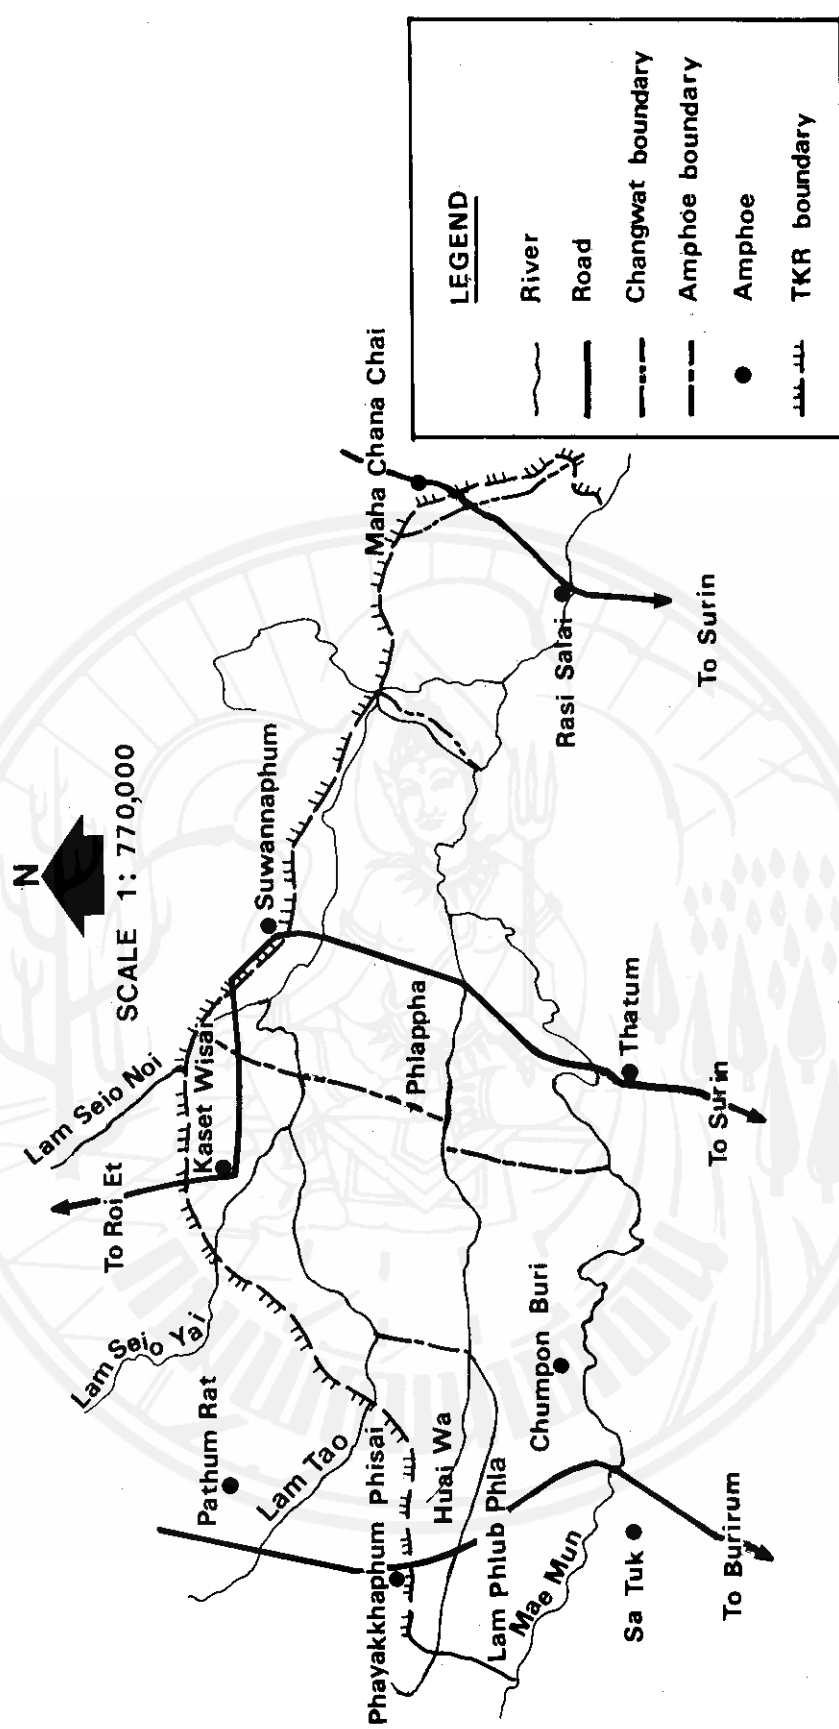 N
SCALE 1: 770,000
Lam Seio Noi
To Roi Et
Kaset Wisai
Suwannaphum
Lam Seio Yai
Pathum Rat
Lam Tao
Phayakkhaphum Phisai
Huai Wa
Lam Phlub Phla
Mae Mun
Phlappha
Chumpon Buri
Thatum
Sa Tuk
To Burirum
To Surin
Maha Chana Chai
Rasi Salai
To Surin
LEGEND
River
Road
Changwat boundary
Amphoe boundary
Amphoe
TKR boundary